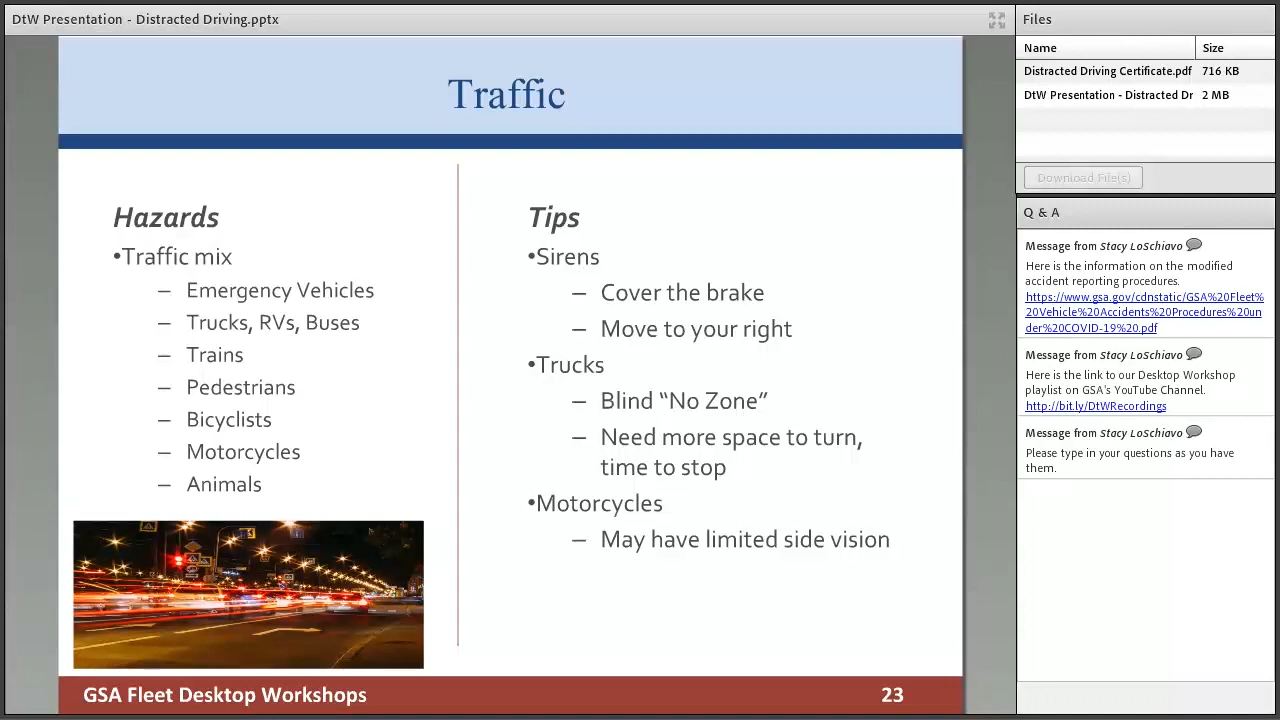 DtW Presentation - Distracted Driving.pptx
Traffic
Hazards
•Traffic mix
– Emergency Vehicles
– Trucks, RVs, Buses
– Trains
– Pedestrians
– Bicyclists
– Motorcycles
– Animals
Tips
•Sirens
– Cover the brake
– Move to your right
•Trucks
– Blind “No Zone”
– Need more space to turn,
time to stop
•Motorcycles
– May have limited side vision
GSA Fleet Desktop Workshops
23
Files
Name Size
Distracted Driving Certificate.pdf 716 KB
DtW Presentation - Distracted Dr 2 MB
Download File(s)
Q & A
Message from Stacy LoSchiavo
Here is the information on the modified
accident reporting procedures.
https://www.gsa.gov/cdnstatic/GSA%20Fleet%
20Vehicle%20Accidents%20Procedures%20un
der%20COVID-19%20.pdf
Message from Stacy LoSchiavo
Here is the link to our Desktop Workshop
playlist on GSA's YouTube Channel.
http://bit.ly/DtWRecordings
Message from Stacy LoSchiavo
Please type in your questions as you have
them.